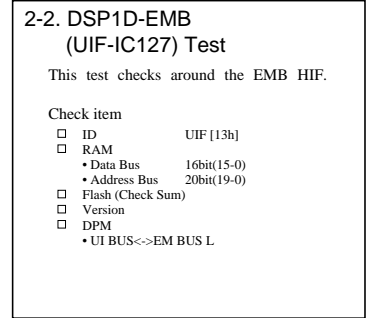 2-2. DSP1D-EMB
(UIF-IC127) Test
This test checks around the EMB HIF.
Check item
□ ID UIF [13h]
□ RAM
• Data Bus 16bit(15-0)
• Address Bus 20bit(19-0)
□ Flash (Check Sum)
□ Version
□ DPM
• UI BUS<->EM BUS L